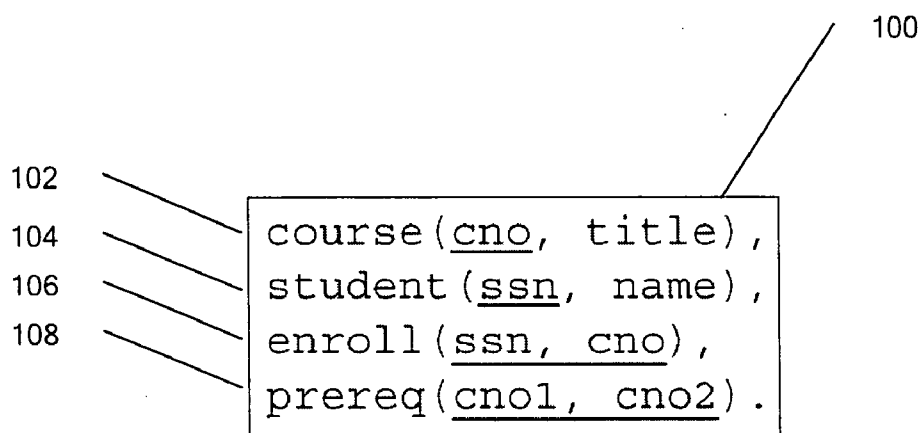 100
102
course(cno, title),
104
student(ssn, name),
106
enroll(ssn, cno),
108
prereq(cno1, cno2).